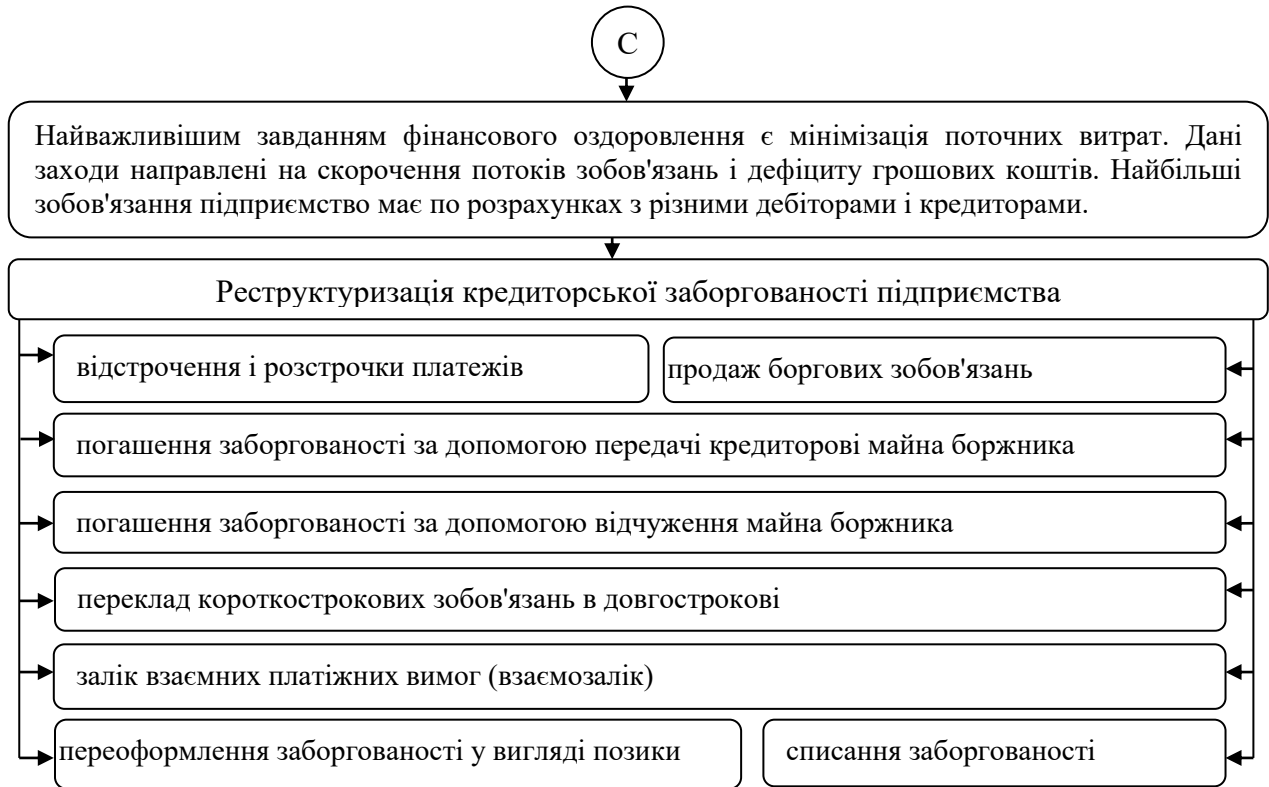 С
Найважливішим завданням фінансового оздоровлення є мінімізація поточних витрат. Дані
заходи направлені на скорочення потоків зобов'язань і дефіциту грошових коштів. Найбільші
зобов'язання підприємство має по розрахунках з різними дебіторами і кредиторами.
Реструктуризація кредиторської заборгованості підприємства
відстрочення і розстрочки платежів
продаж боргових зобов'язань
погашення заборгованості за допомогою передачі кредиторові майна боржника
погашення заборгованості за допомогою відчуження майна боржника
переклад короткострокових зобов'язань в довгострокові
залік взаємних платіжних вимог (взаємозалік)
переоформлення заборгованості у вигляді позики
списання заборгованості